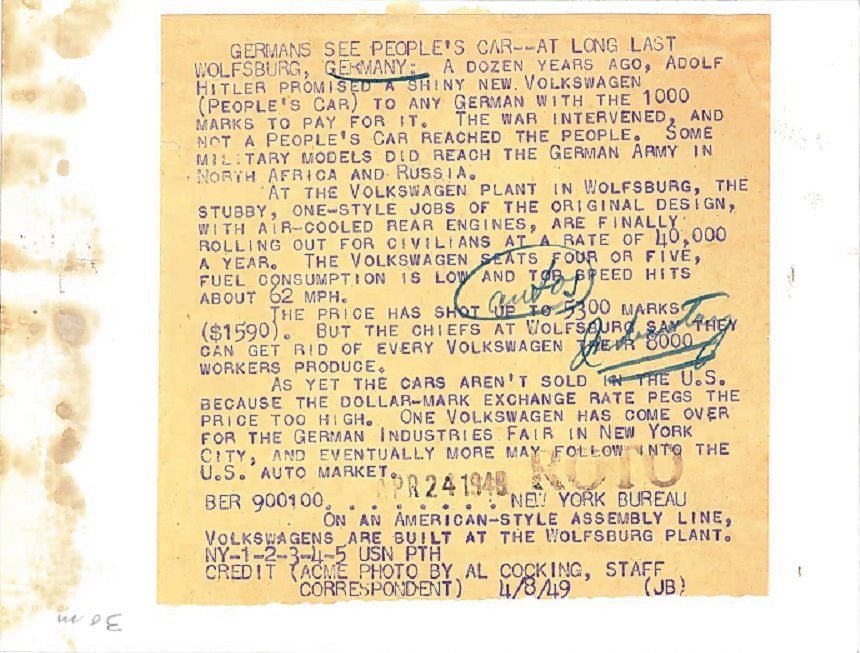 GERMANS SEE PEOPLE'S CAR--AT LONG LAST
WOLFSBURG, GERMANY: A DOZEN YEARS AGO, ADOLF
HITLER PROMISED A SHINY NEW VOLKSWAGEN
(PEOPLE'S CAR) TO ANY GERMAN WITH THE 1000
MARKS TO PAY FOR IT. THE WAR INTERVENED, AND
NOT A PEOPLE'S CAR REACHED THE PEOPLE. SOME
MILITARY MODELS DID REACH THE GERMAN ARMY IN
NORTH AFRICA AND RUSSIA.
AT THE VOLKSWAGEN PLANT IN WOLFSBURG, THE
STUBBY, ONE-STYLE JOBS OF THE ORIGINAL DESIGN,
WITH AIR-COOLED REAR ENGINES, ARE FINALLY
ROLLING OUT FOR CIVILIANS AT A RATE OF 40,000
A YEAR. THE VOLKSWAGEN SEATS FOUR OR FIVE,
FUEL CONSUMPTION IS LOW AND TOP SPEED HITS
ABOUT 62 MPH.
autos
THE PRICE HAS SHOT UP TO 5300 MARKS
($1590). BUT THE CHIEFS AT WOLFSBURG SAY THEY
CAN GET RID OF EVERY VOLKSWAGEN THEIR 8000
WORKERS PRODUCE.
AS YET THE CARS AREN'T SOLD IN THE U.S.
BECAUSE THE DOLLAR-MARK EXCHANGE RATE PEGS THE
PRICE TOO HIGH. ONE VOLKSWAGEN HAS COME OVER
FOR THE GERMAN INDUSTRIES FAIR IN NEW YORK
CITY, AND EVENTUALLY MORE MAY FOLLOW INTO THE
U.S. AUTO MARKET.
ROTO
APR 24 1949
BER 900100. . . . . . . . NEW YORK BUREAU
ON AN AMERICAN-STYLE ASSEMBLY LINE,
VOLKSWAGENS ARE BUILT AT THE WOLFSBURG PLANT.
NY-1-2-3-4-5 USN PTH
CREDIT (ACME PHOTO BY AL COCKING, STAFF
CORRESPONDENT) 4/8/49 (JB)